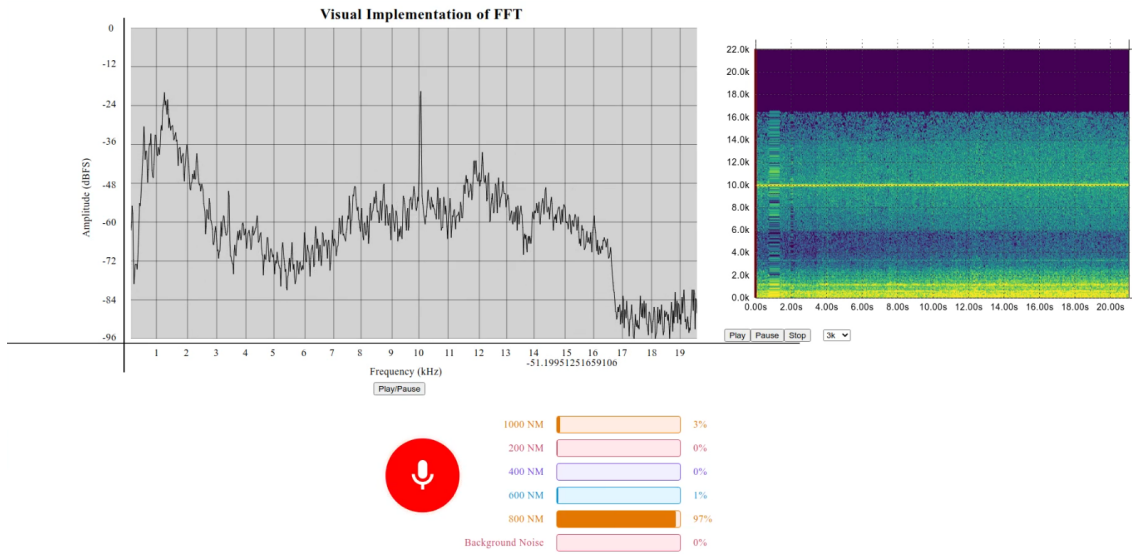 Visual Implementation of FFT
0
-12
-24
-36
-48
-60
-72
-84
-96
Amplitude (dBFS)
1 2 3 4 5 6 7 8 9 10 11 12 13 14 15 16 17 18 19
-51.19951251659106
Frequency (kHz)
Play/Pause
22.0k
20.0k
18.0k
16.0k
14.0k
12.0k
10.0k
8.0k
6.0k
4.0k
2.0k
0.0k
0.00s 2.00s 4.00s 6.00s 8.00s 10.00s 12.00s 14.00s 16.00s 18.00s 20.00s
Play Pause Stop 3k
1000 NM 3%
200 NM 0%
400 NM 0%
600 NM 1%
800 NM 97%
Background Noise 0%